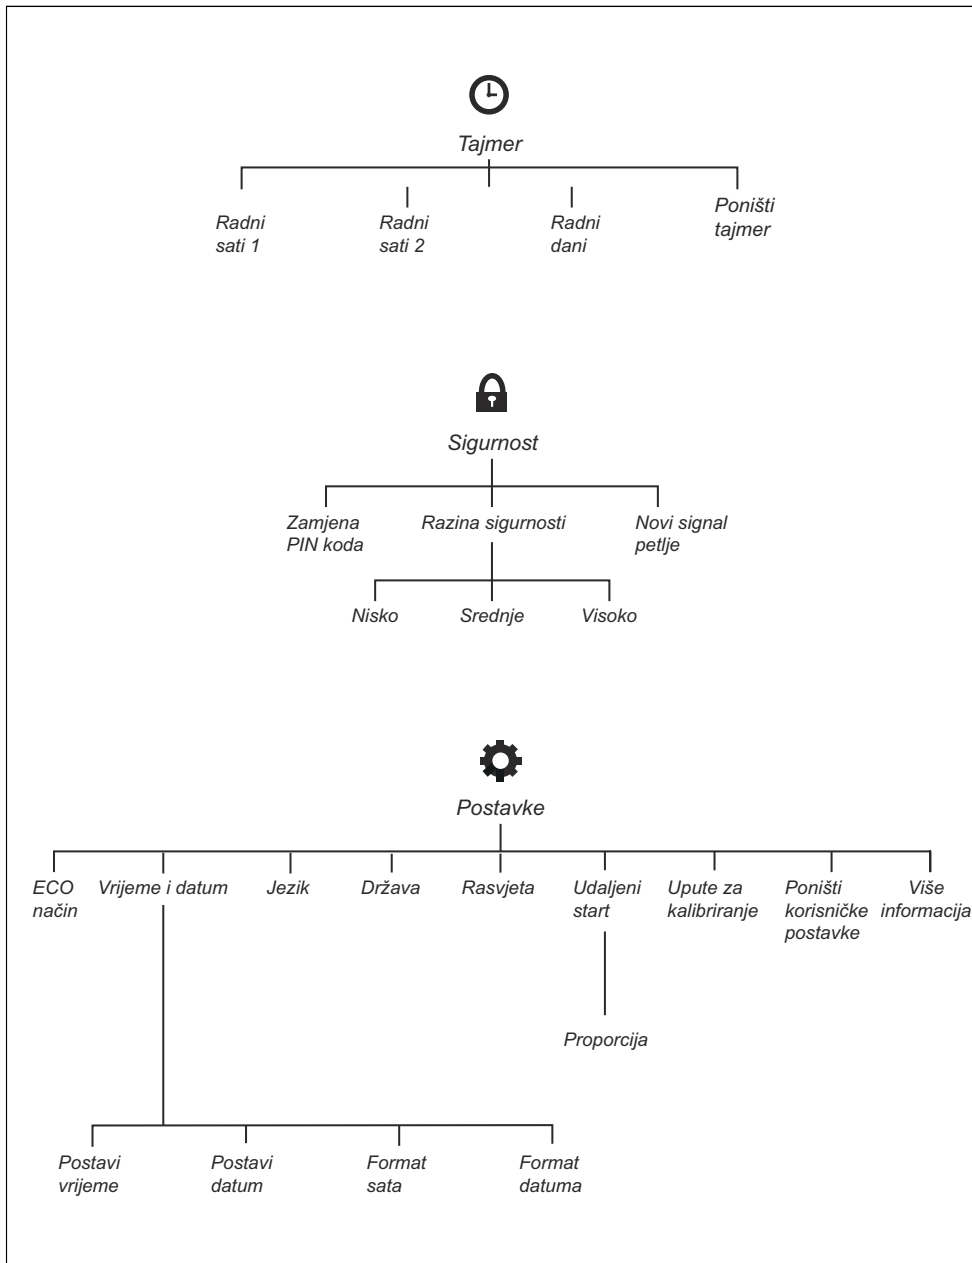 Tajmer
Radni
sati 1
Radni
sati 2
Radni
dani
Poništi
tajmer
Sigurnost
Zamjena
PIN koda
Razina sigurnosti
Novi signal
petlje
Nisko
Srednje
Visoko
Postavke
ECO
način
Vrijeme i datum
Jezik
Država
Rasvjeta
Udaljeni
start
Upute za
kalibriranje
Poništi
korisničke
postavke
Više
informacija
Proporcija
Postavi
vrijeme
Postavi
datum
Format
sata
Format
datuma